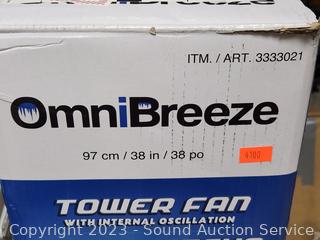 ITM. / ART. 3333021
OmniBreeze
97 cm / 38 in / 38 po
4100
TOWER FAN
WITH INTERNAL OSCILLATION
Copyright © 2023 - Sound Auction Service